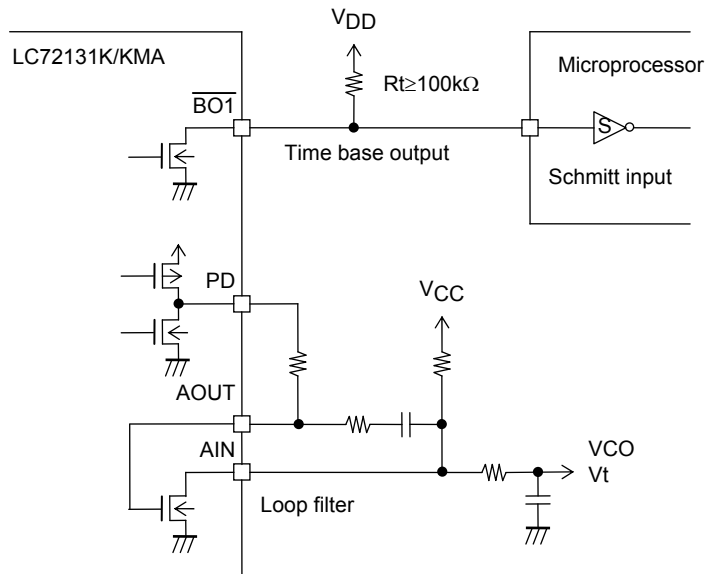 VDD
LC72131K/KMA
Microprocessor
Rt≥100kΩ
BO1
S
Time base output
Schmitt input
PD
VCC
AOUT
AIN
VCO
Vt
Loop filter